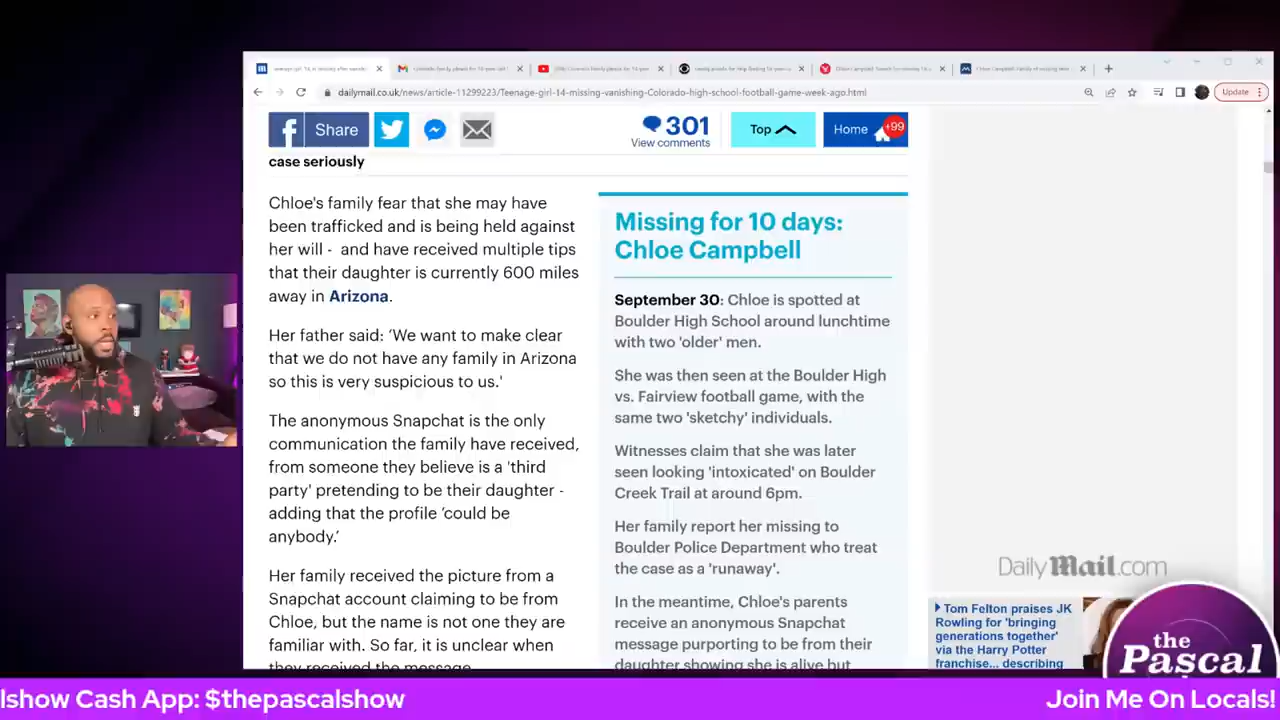 dailymail.co.uk/news/article-11299223/Teenage-girl-14-missing-vanishing-Colorado-high-school-football-game-week-ago.html
Update
Share
301
View comments
Top
Home
+99
case seriously
Chloe's family fear that she may have
been trafficked and is being held against
her will - and have received multiple tips
that their daughter is currently 600 miles
away in Arizona.
Her father said: ‘We want to make clear
that we do not have any family in Arizona
so this is very suspicious to us.'
The anonymous Snapchat is the only
communication the family have received,
from someone they believe is a 'third
party' pretending to be their daughter -
adding that the profile ‘could be
anybody.’
Her family received the picture from a
Snapchat account claiming to be from
Chloe, but the name is not one they are
familiar with. So far, it is unclear when
they received the message.
Missing for 10 days:
Chloe Campbell
September 30: Chloe is spotted at
Boulder High School around lunchtime
with two 'older' men.
She was then seen at the Boulder High
vs. Fairview football game, with the
same two 'sketchy' individuals.
Witnesses claim that she was later
seen looking 'intoxicated' on Boulder
Creek Trail at around 6pm.
Her family report her missing to
Boulder Police Department who treat
the case as a 'runaway'.
In the meantime, Chloe's parents
receive an anonymous Snapchat
message purporting to be from their
daughter showing she is alive but
DailyMail.com
Tom Felton praises JK
Rowling for 'bringing
generations together'
via the Harry Potter
franchise... describing
the
Pascal
lshow Cash App: $thepascalshow
Join Me On Locals!